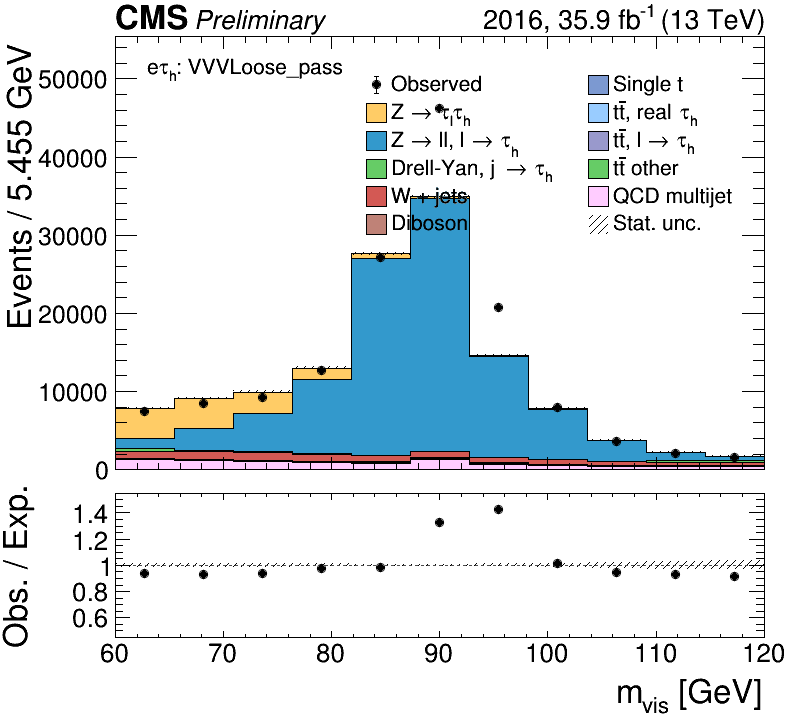 CMS Preliminary 2016, 35.9 fb⁻¹ (13 TeV)
eτₕ: VVVLoose_pass
Observed
Z → τₗτₕ
Z → ll, l → τₕ
Drell-Yan, j → τₕ
W + jets
Diboson
Single t
tt̄, real τₕ
tt̄, l → τₕ
tt̄ other
QCD multijet
Stat. unc.
Events / 5.455 GeV
50000
40000
30000
20000
10000
0
Obs. / Exp.
1.4
1.2
1
0.8
0.6
60 70 80 90 100 110 120
m_vis [GeV]